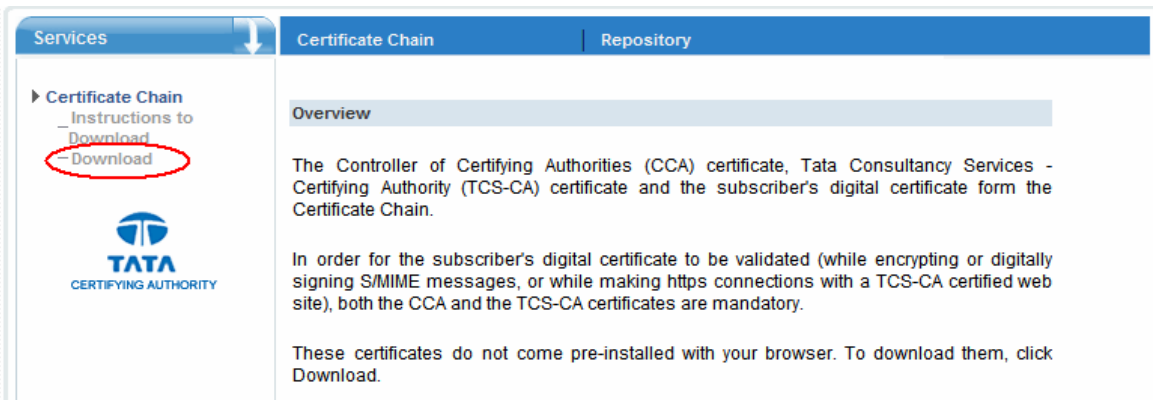 Services
Certificate Chain
Repository
Certificate Chain
_Instructions to
Download
Download
TATA
CERTIFYING AUTHORITY
Overview
The Controller of Certifying Authorities (CCA) certificate, Tata Consultancy Services -
Certifying Authority (TCS-CA) certificate and the subscriber's digital certificate form the
Certificate Chain.
In order for the subscriber's digital certificate to be validated (while encrypting or digitally
signing S/MIME messages, or while making https connections with a TCS-CA certified web
site), both the CCA and the TCS-CA certificates are mandatory.
These certificates do not come pre-installed with your browser. To download them, click
Download.